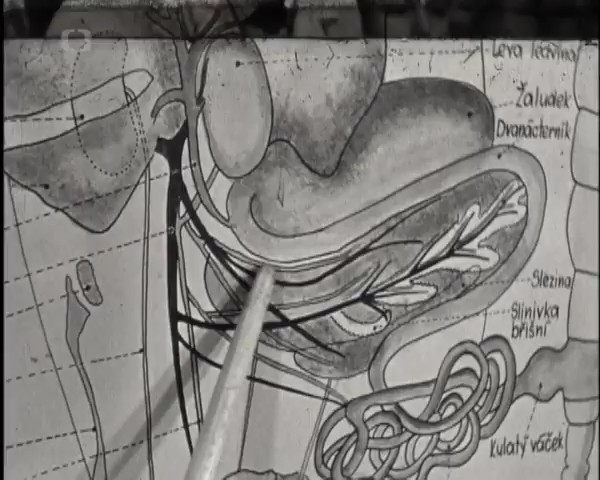 Levá ledvina
Žaludek
Dvanácterník
Slezina
Slinivka
břišní
Kulatý váček